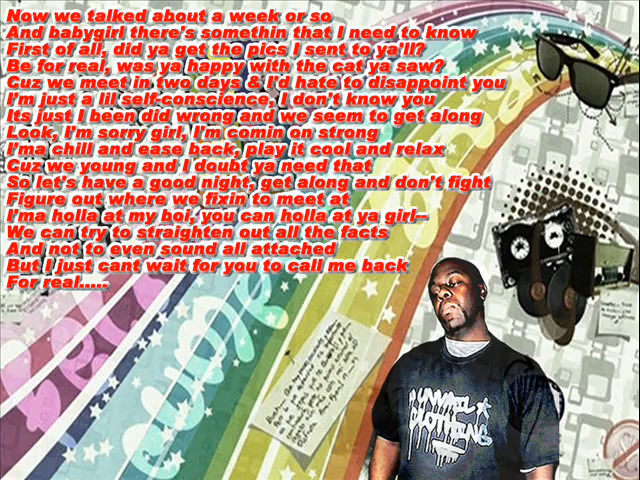 Now we talked about a week or so
And babygirl there's somethin that I need to know
First of all, did ya get the pics I sent to ya'll?
Be for real, was ya happy with the cat ya saw?
Cuz we meet in two days & I'd hate to disappoint you
I'm just a lil self-conscience, I don't know you
Its just I been did wrong and we seem to get along
Look, I'm sorry girl, I'm comin on strong
I'ma chill and ease back, play it cool and relax
Cuz we young and I doubt ya need that
So let's have a good night, get along and don't fight
Figure out where we fixin to meet at
I'ma holla at my boi, you can holla at ya girl--
We can try to straighten out all the facts
And not to even sound all attached
But I just cant wait for you to call me back
For real.....